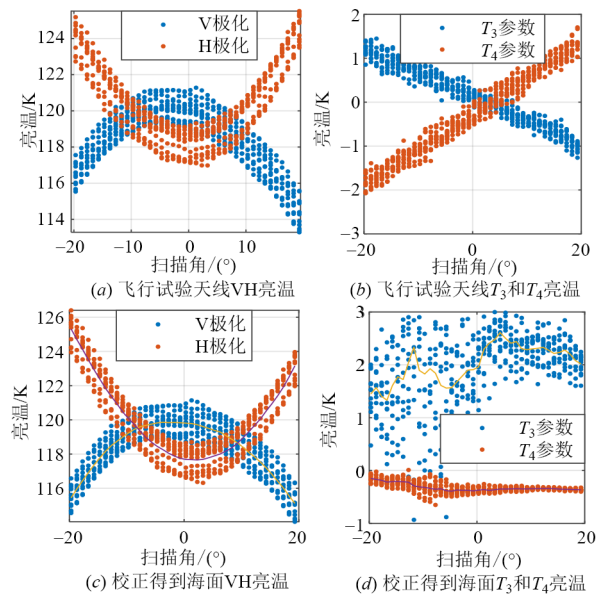 124
122
120
118
116
114
亮温/K
V极化
H极化
−20
−10
0
10
扫描角/(°)
(a) 飞行试验天线VH亮温
2
1
0
−1
−2
−3
亮温/K
T3参数
T4参数
−20
0
20
扫描角/(°)
(b) 飞行试验天线T3和T4亮温
126
124
122
120
118
116
亮温/K
V极化
H极化
−20
0
20
扫描角/(°)
(c) 校正得到海面VH亮温
3
2
1
0
−1
亮温/K
T3参数
T4参数
−20
0
20
扫描角/(°)
(d) 校正得到海面T3和T4亮温